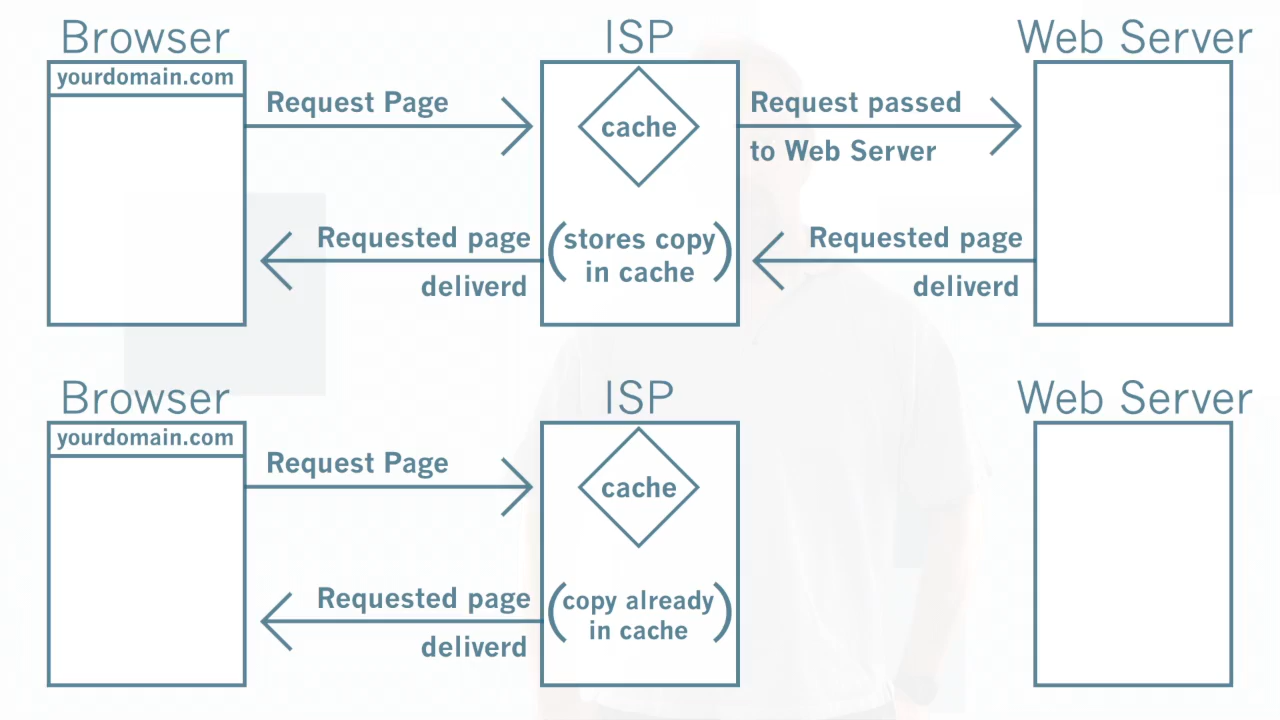 Browser
ISP
Web Server
yourdomain.com
Request Page
cache
Request passed
to Web Server
Requested page
deliverd
(stores copy
in cache)
Requested page
deliverd
Browser
ISP
Web Server
yourdomain.com
Request Page
cache
Requested page
deliverd
(copy already
in cache)